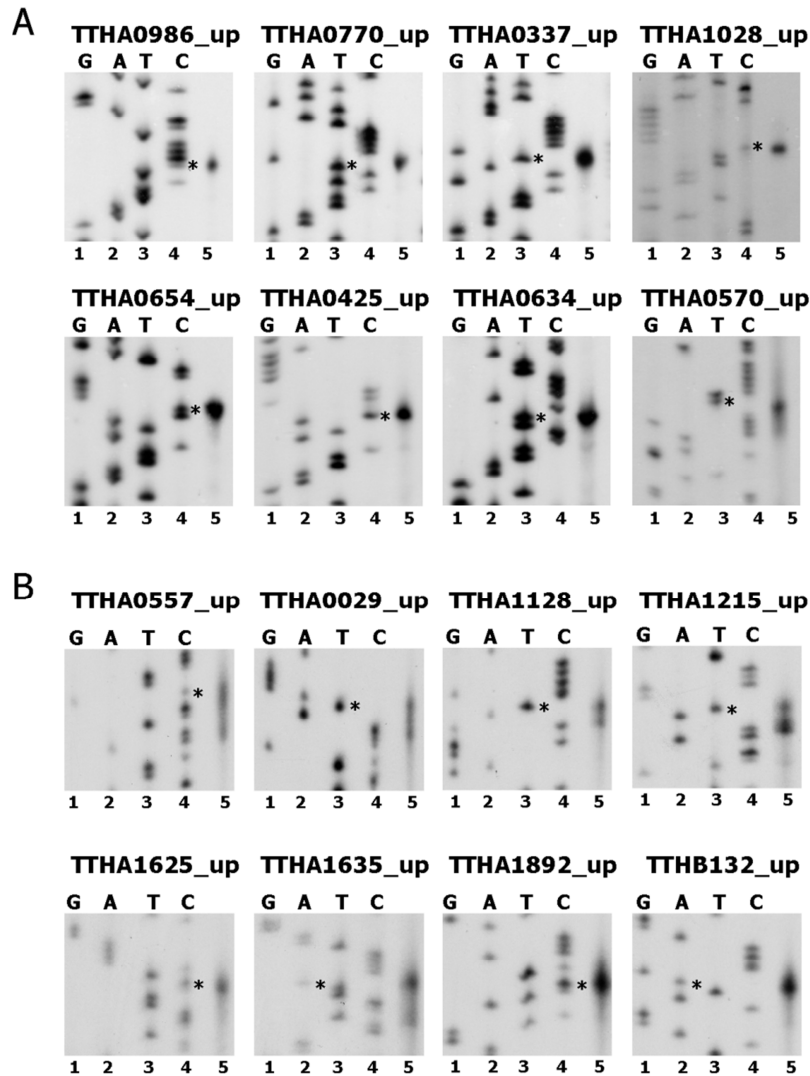 A
TTHA0986_up TTHA0770_up TTHA0337_up TTHA1028_up
G A T C G A T C G A T C G A T C
* * * *
1 2 3 4 5 1 2 3 4 5 1 2 3 4 5 1 2 3 4 5
TTHA0654_up TTHA0425_up TTHA0634_up TTHA0570_up
G A T C G A T C G A T C G A T C
* * * *
1 2 3 4 5 1 2 3 4 5 1 2 3 4 5 1 2 3 4 5
B
TTHA0557_up TTHA0029_up TTHA1128_up TTHA1215_up
G A T C G A T C G A T C G A T C
* * * *
1 2 3 4 5 1 2 3 4 5 1 2 3 4 5 1 2 3 4 5
TTHA1625_up TTHA1635_up TTHA1892_up TTHB132_up
G A T C G A T C G A T C G A T C
* * * *
1 2 3 4 5 1 2 3 4 5 1 2 3 4 5 1 2 3 4 5